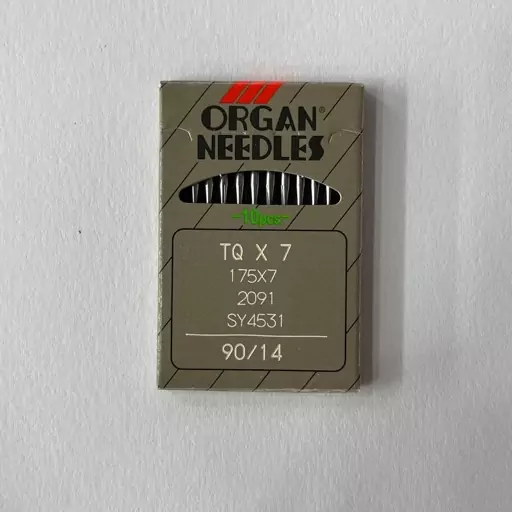 ORGAN®
NEEDLES
-10pcs-
TQ X 7
175X7
2091
SY4531
90/14